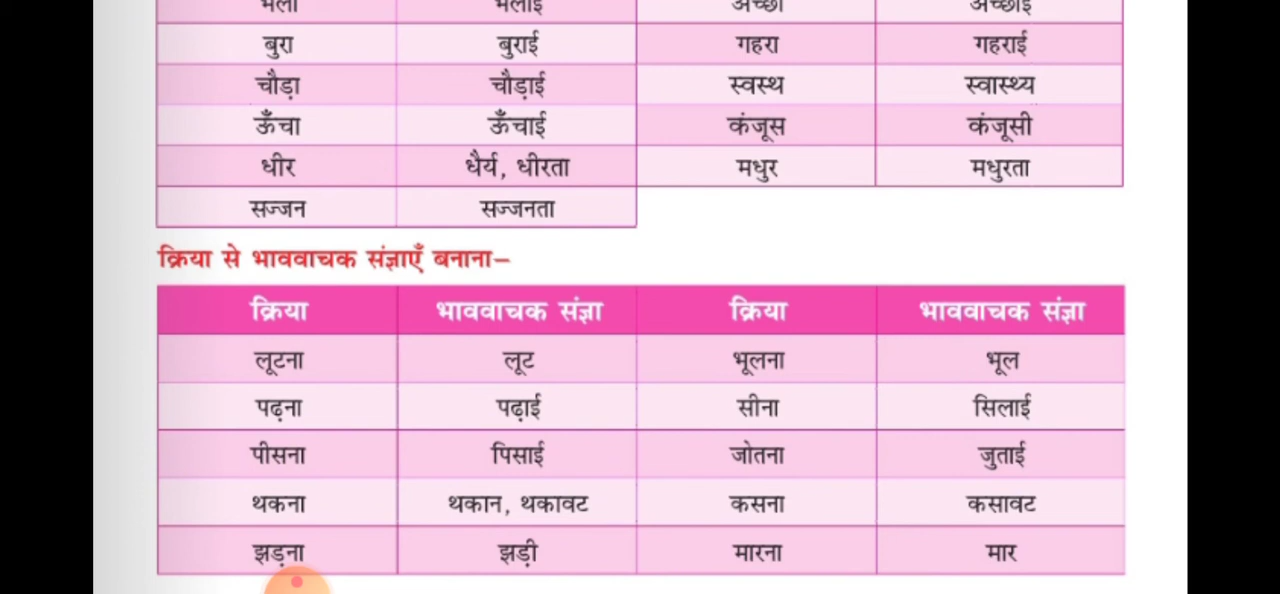 भला भलाई अच्छा अच्छाई
बुरा बुराई गहरा गहराई
चौड़ा चौड़ाई स्वस्थ स्वास्थ्य
ऊँचा ऊँचाई कंजूस कंजूसी
धीर धैर्य, धीरता मधुर मधुरता
सज्जन सज्जनता
क्रिया से भाववाचक संज्ञाएँ बनाना–
क्रिया भाववाचक संज्ञा क्रिया भाववाचक संज्ञा
लूटना लूट भूलना भूल
पढ़ना पढ़ाई सीना सिलाई
पीसना पिसाई जोतना जुताई
थकना थकान, थकावट कसना कसावट
झड़ना झड़ी मारना मार